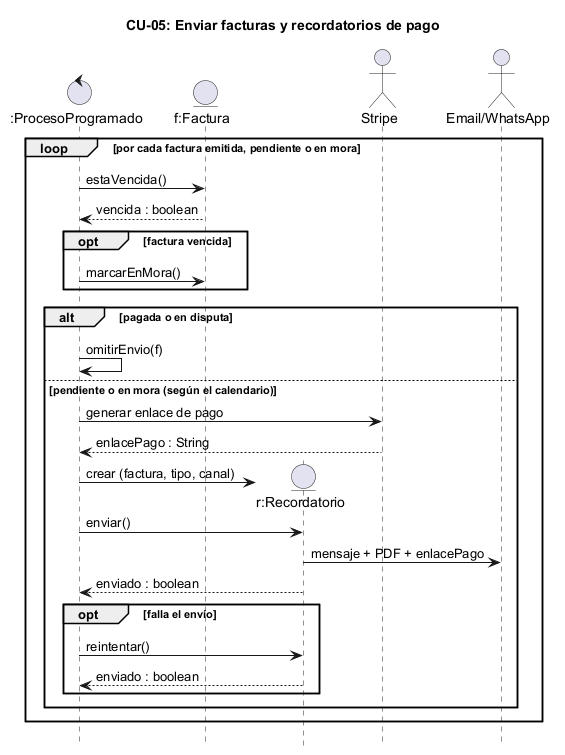 CU-05: Enviar facturas y recordatorios de pago
:ProcesoProgramado
f:Factura
Stripe
Email/WhatsApp
loop [por cada factura emitida, pendiente o en mora]
estaVencida()
vencida : boolean
opt [factura vencida]
marcarEnMora()
alt [pagada o en disputa]
omitirEnvio(f)
[pendiente o en mora (según el calendario)]
generar enlace de pago
enlacePago : String
crear (factura, tipo, canal)
r:Recordatorio
enviar()
mensaje + PDF + enlacePago
enviado : boolean
opt [falla el envío]
reintentar()
enviado : boolean